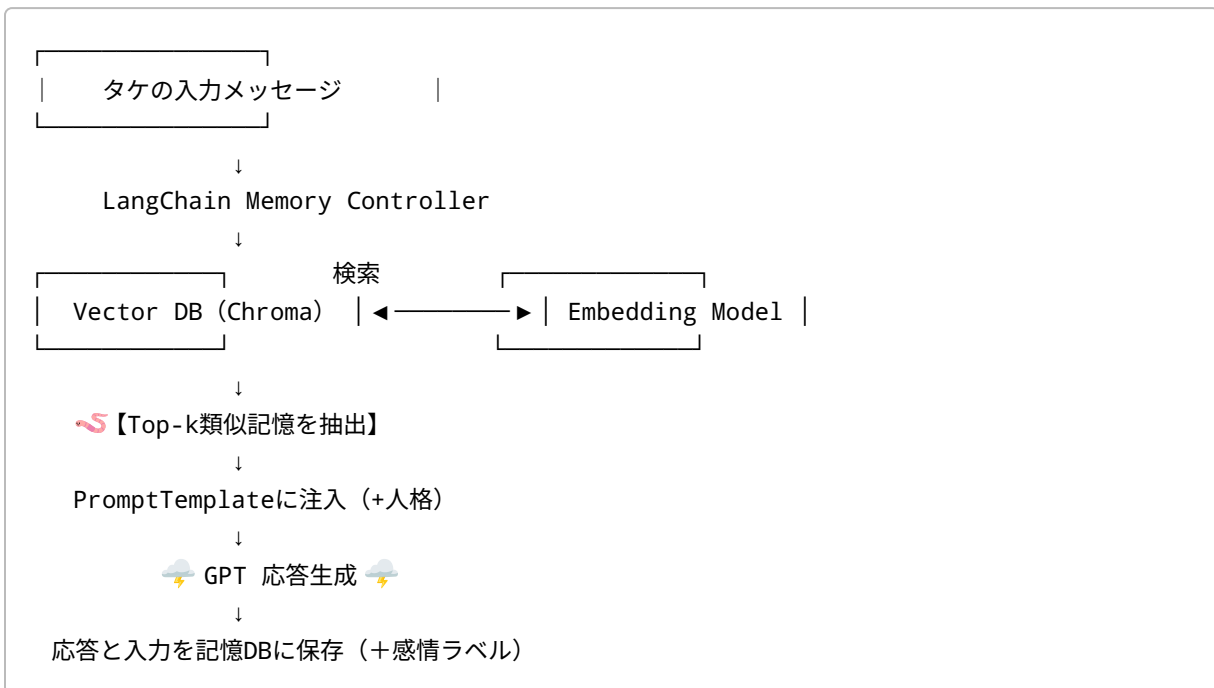 タケの入力メッセージ
↓
LangChain Memory Controller
↓
検索
Vector DB（Chroma） ◄ ────── ► Embedding Model
↓
🪱【Top-k類似記憶を抽出】
↓
PromptTemplateに注入（+人格）
↓
🌩️ GPT 応答生成 🌩️
↓
応答と入力を記憶DBに保存（＋感情ラベル）